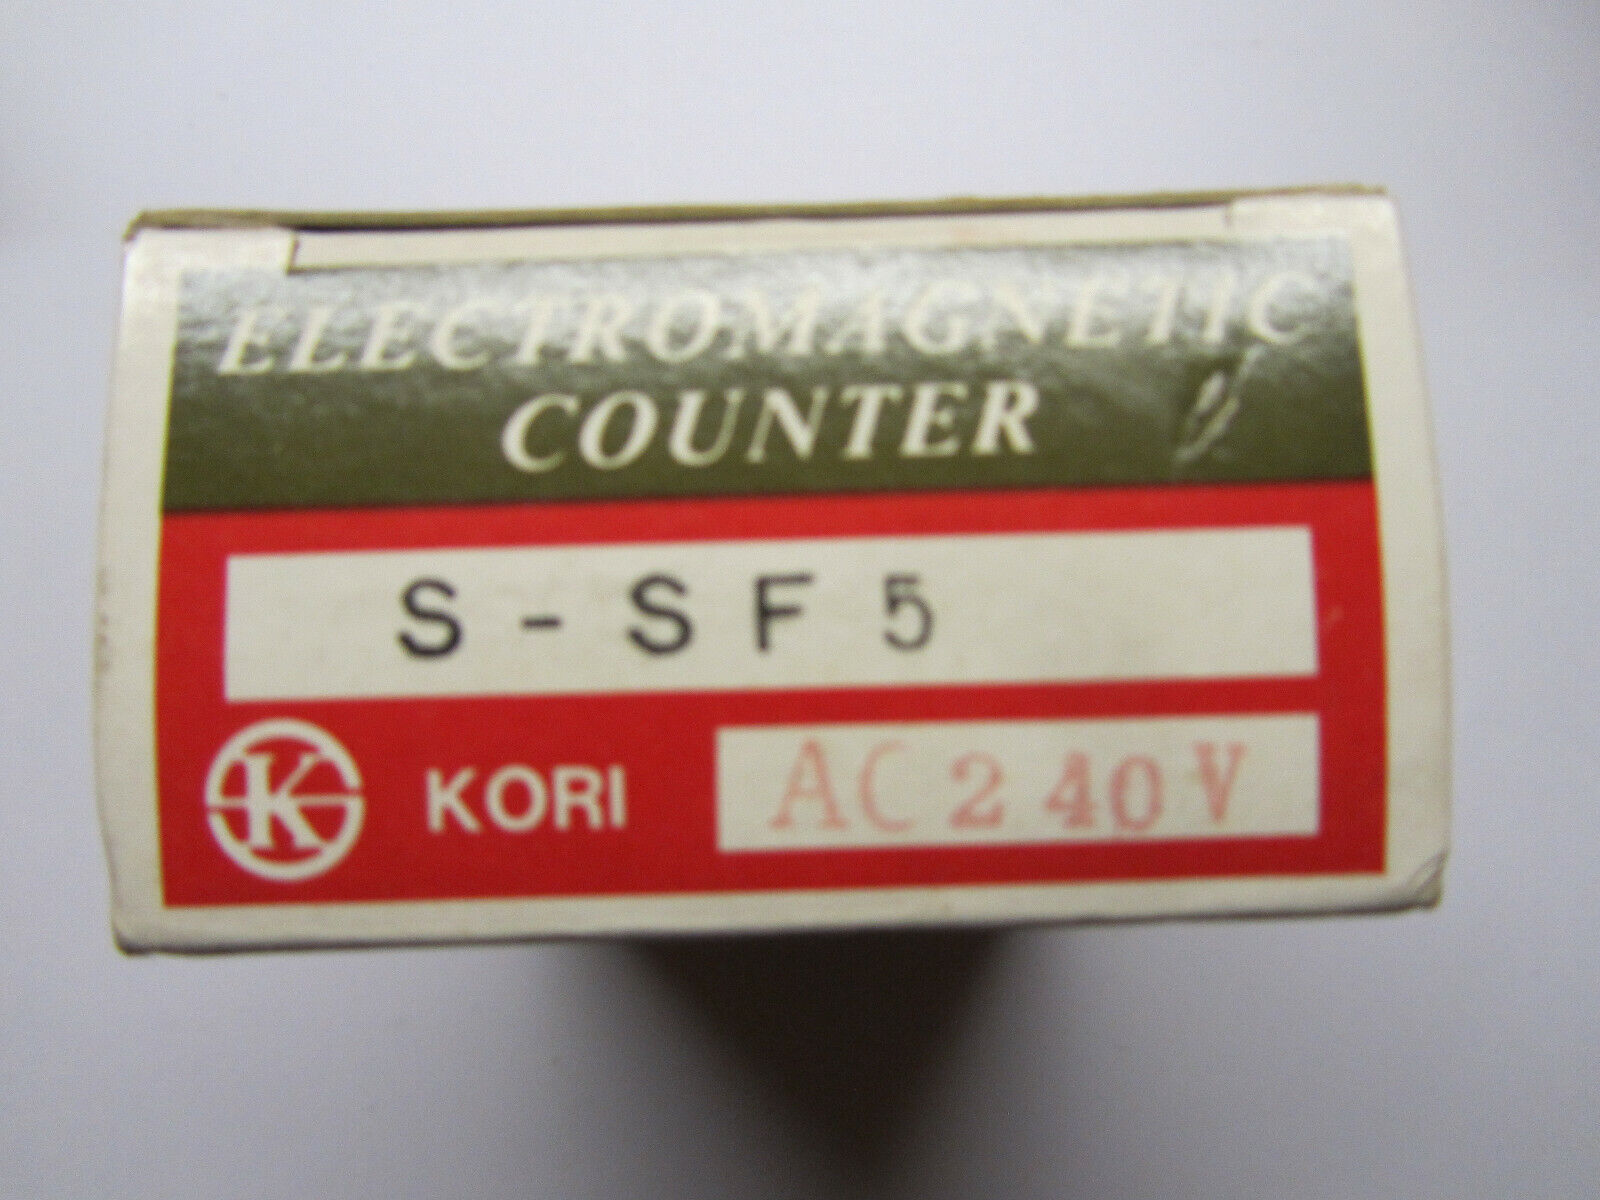 ELECTROMAGNETIC
COUNTER
S-SF5
K KORI AC240V